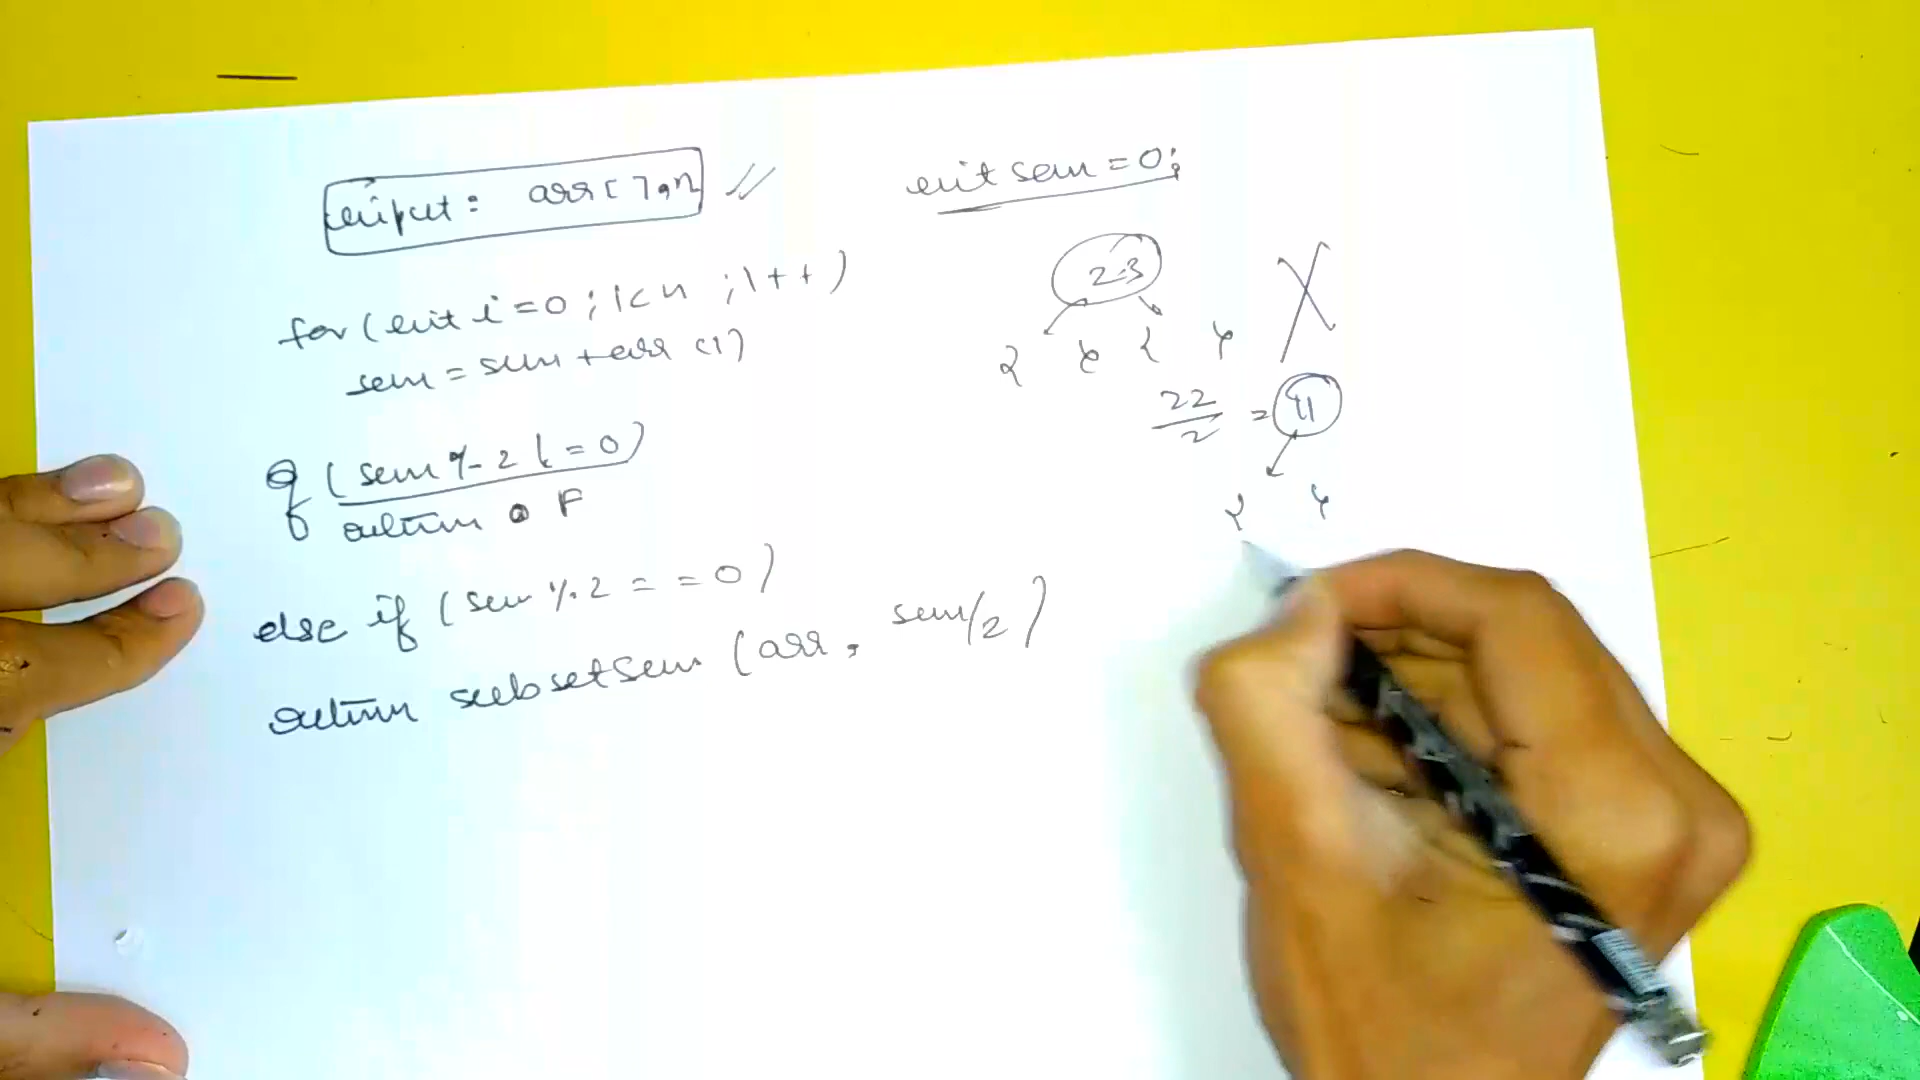 input: arr[],n
int sum=0;
for(int i=0;i<n;i++)
sum=sum+arr[i]
if(sum%2!=0)
return F
else if(sum%2==0)
return subsetsum(arr,sum/2)
23
22/2=11